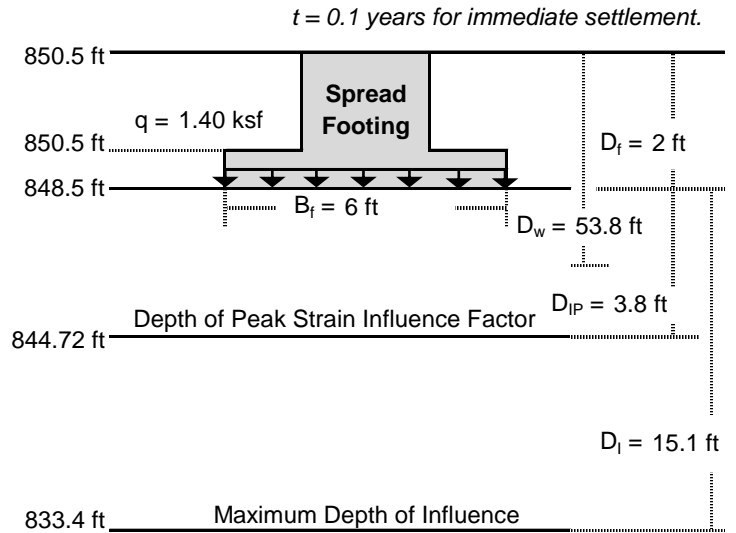 t = 0.1 years for immediate settlement.
850.5 ft
Spread
Footing
q = 1.40 ksf
850.5 ft
D_f = 2 ft
848.5 ft
B_f = 6 ft
D_w = 53.8 ft
D_IP = 3.8 ft
Depth of Peak Strain Influence Factor
844.72 ft
D_I = 15.1 ft
Maximum Depth of Influence
833.4 ft